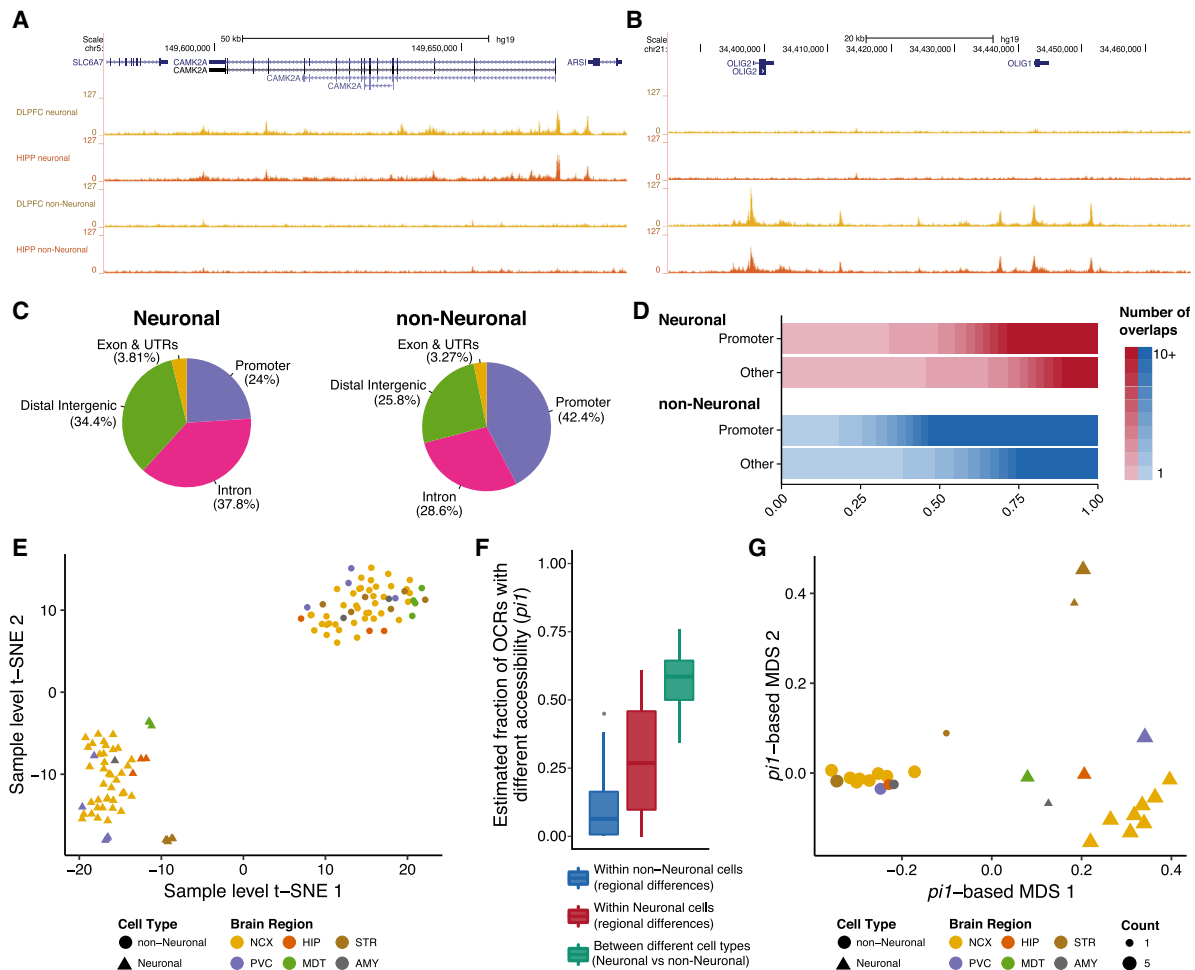 A
Scale
chr5:
50 kb
hg19
149,600,000
149,650,000
SLC6A7
CAMK2A
CAMK2A
CAMK2A
CAMK2A
ARSI
127
DLPFC neuronal
0
127
HIPP neuronal
0
127
DLPFC non-Neuronal
0
127
HIPP non-Neuronal
0
B
Scale
chr21:
20 kb
hg19
34,400,000
34,410,000
34,420,000
34,430,000
34,440,000
34,450,000
34,460,000
OLIG2
OLIG2
OLIG1
127
0
127
0
127
0
127
0
C
Neuronal
Exon & UTRs
(3.81%)
Promoter
(24%)
Distal Intergenic
(34.4%)
Intron
(37.8%)
non-Neuronal
Exon & UTRs
(3.27%)
Distal Intergenic
(25.8%)
Promoter
(42.4%)
Intron
(28.6%)
D
Neuronal
Promoter
Other
non-Neuronal
Promoter
Other
0.00
0.25
0.50
0.75
1.00
Number of
overlaps
10+
1
E
Sample level t-SNE 2
10
0
−10
−20
−10
0
10
20
Sample level t-SNE 1
Cell Type
non-Neuronal
Neuronal
Brain Region
NCX
HIP
STR
PVC
MDT
AMY
F
Estimated fraction of OCRs with
different accessibility (pi1)
1.00
0.75
0.50
0.25
0.00
Within non-Neuronal cells
(regional differences)
Within Neuronal cells
(regional differences)
Between different cell types
(Neuronal vs non-Neuronal)
G
pi1-based MDS 2
0.4
0.2
0.0
−0.2
0.0
0.2
0.4
pi1-based MDS 1
Cell Type
non-Neuronal
Neuronal
Brain Region
NCX
HIP
STR
PVC
MDT
AMY
Count
1
5